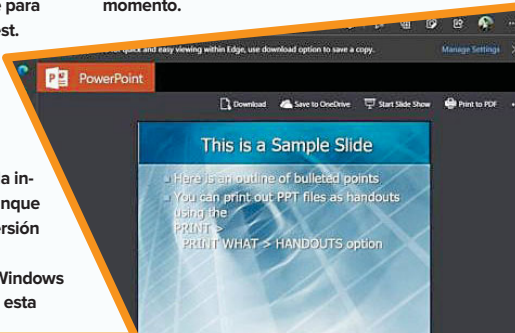 para
est.
momento.
a in-
nque
ersión
Windows
esta
quick and easy viewing within Edge, use download option to save a copy.
Manage Settings
PowerPoint
Download
Save to OneDrive
Start Slide Show
Print to PDF
This is a Sample Slide
Here is an outline of bulleted points
You can print out PPT files as handouts
using the
PRINT >
PRINT WHAT > HANDOUTS option